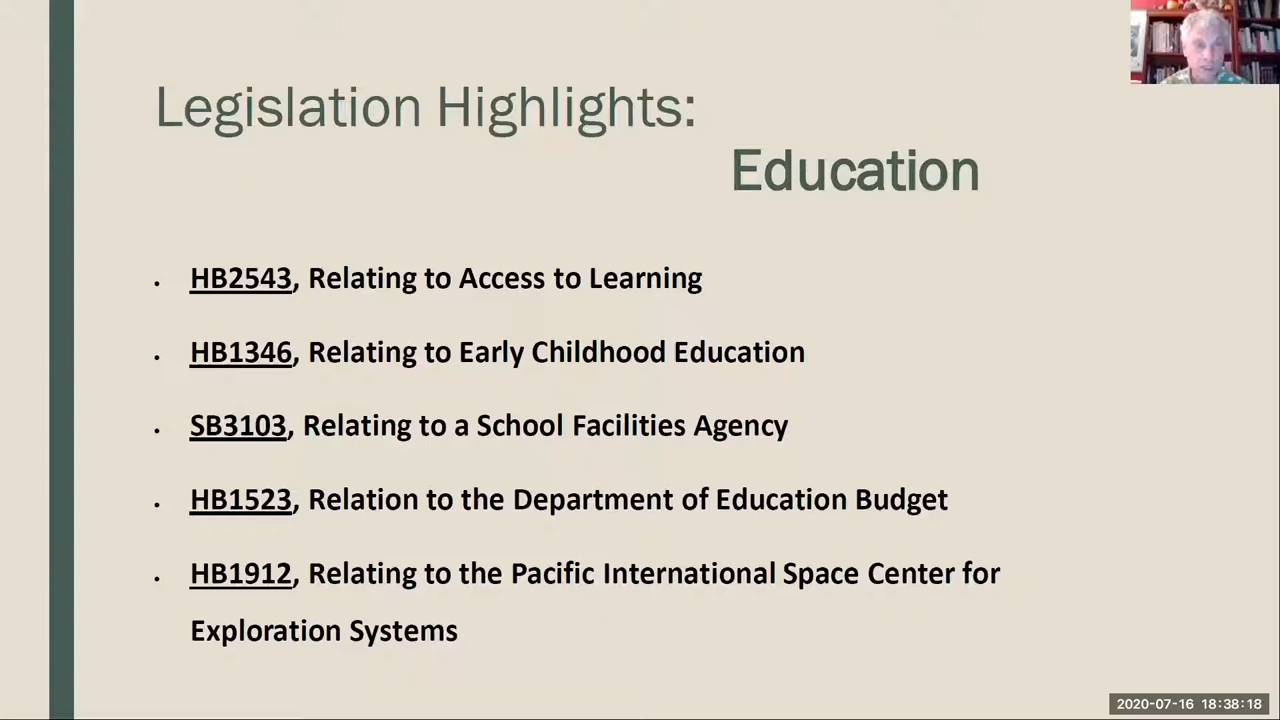 Legislation Highlights:
Education
• HB2543, Relating to Access to Learning
• HB1346, Relating to Early Childhood Education
• SB3103, Relating to a School Facilities Agency
• HB1523, Relation to the Department of Education Budget
• HB1912, Relating to the Pacific International Space Center for
Exploration Systems
2020-07-16 18:38:18